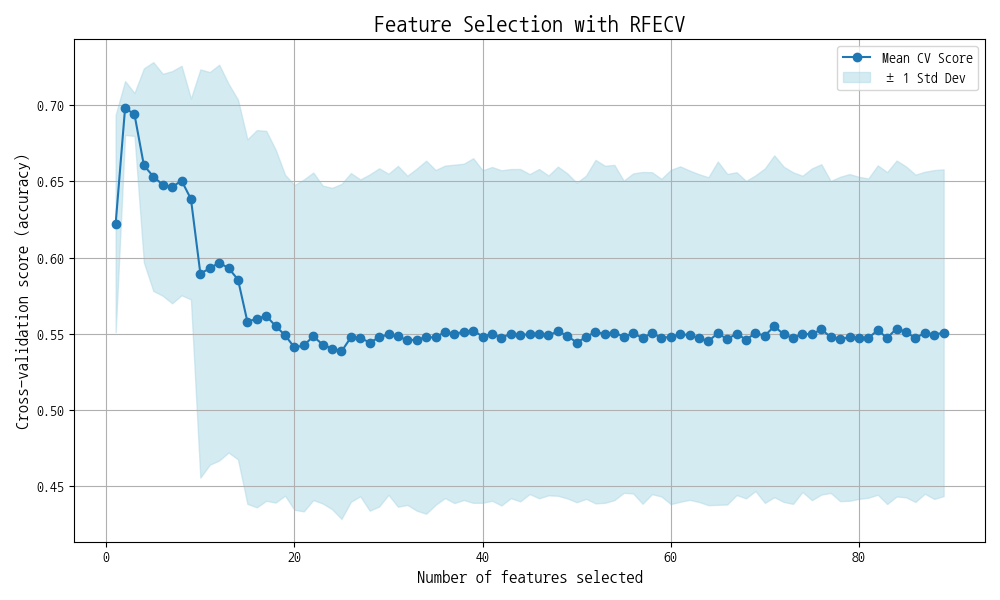 Feature Selection with RFECV
Mean CV Score
± 1 Std Dev
Cross-validation score (accuracy)
0.70
0.65
0.60
0.55
0.50
0.45
0
20
40
60
80
Number of features selected